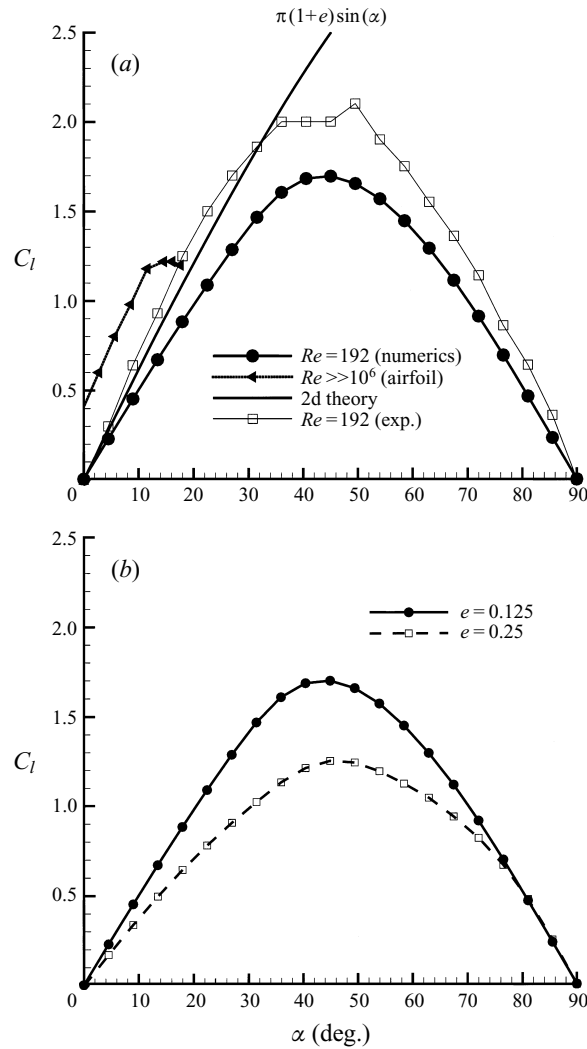 π(1+e)sin(α)
2.5
(a)
2.0
1.5
C_l
1.0
0.5
Re=192 (numerics)
Re>>10^6 (airfoil)
2d theory
Re=192 (exp.)
0 10 20 30 40 50 60 70 80 90
2.5
(b)
2.0
1.5
C_l
1.0
0.5
e=0.125
e=0.25
0 10 20 30 40 50 60 70 80 90
α (deg.)